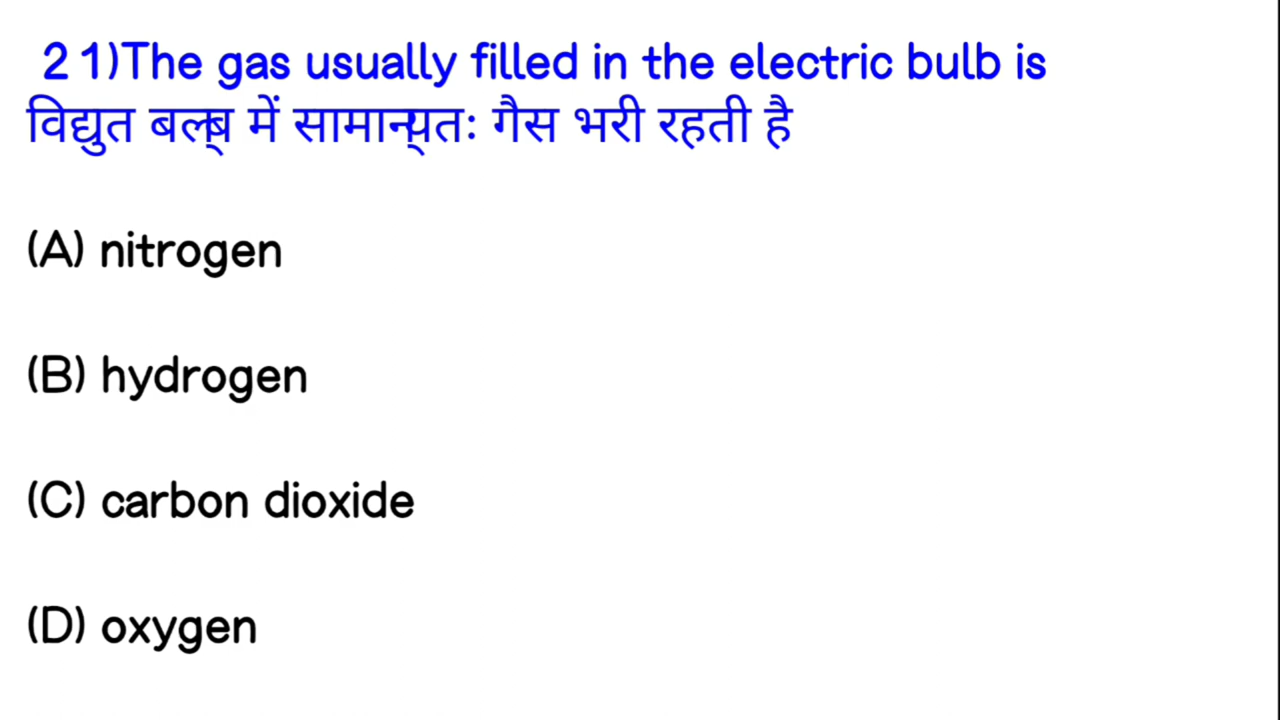 21)The gas usually filled in the electric bulb is
विद्युत बल्ब में सामान्यतः गैस भरी रहती है
(A) nitrogen
(B) hydrogen
(C) carbon dioxide
(D) oxygen